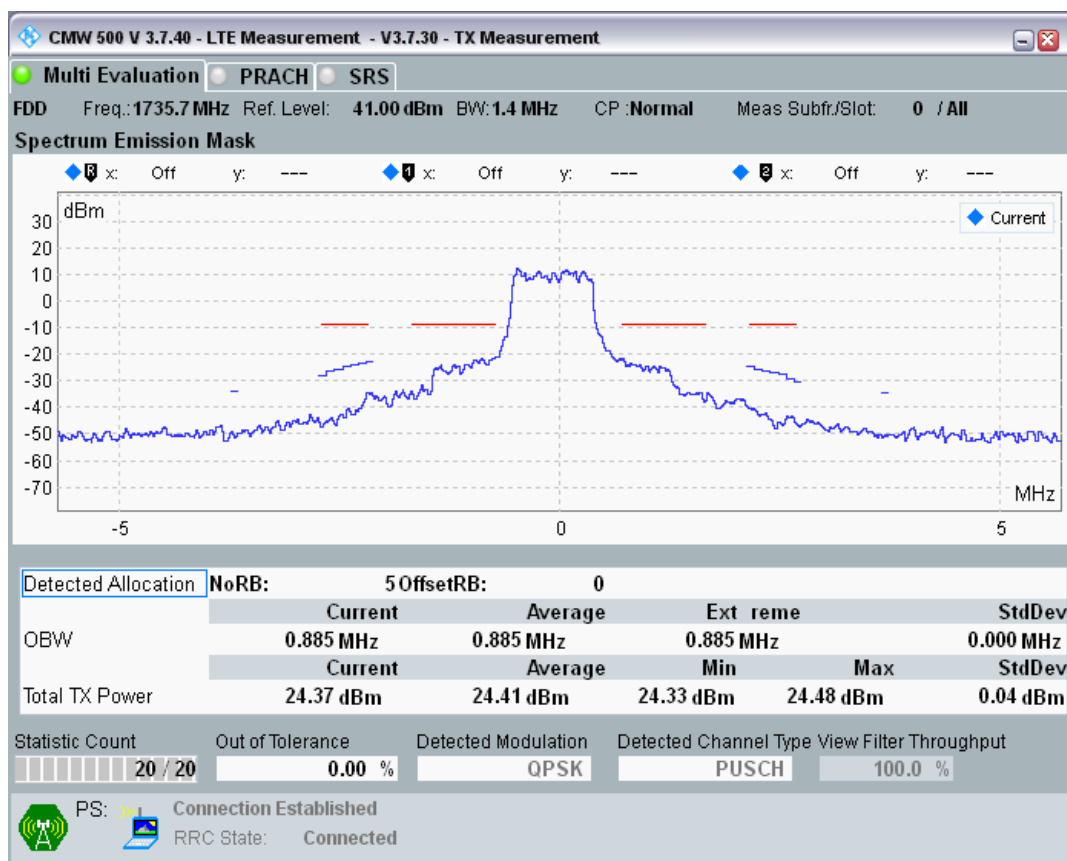 CMW 500 V 3.7.40 - LTE Measurement - V3.7.30 - TX Measurement
Multi Evaluation PRACH SRS
FDD Freq.: 1735.7 MHz Ref. Level: 41.00 dBm BW: 1.4 MHz CP :Normal Meas Subfr./Slot: 0 / All
Spectrum Emission Mask
R x: Off y: --- 1 x: Off y: --- 2 x: Off y: ---
dBm
Current
30
20
10
0
-10
-20
-30
-40
-50
-60
-70
MHz
-5 0 5
Detected Allocation NoRB: 5 OffsetRB: 0
Current Average Ext reme StdDev
OBW 0.885 MHz 0.885 MHz 0.885 MHz 0.000 MHz
Current Average Min Max StdDev
Total TX Power 24.37 dBm 24.41 dBm 24.33 dBm 24.48 dBm 0.04 dBm
Statistic Count Out of Tolerance Detected Modulation Detected Channel Type View Filter Throughput
20 / 20 0.00 % QPSK PUSCH 100.0 %
PS: Connection Established
RRC State: Connected